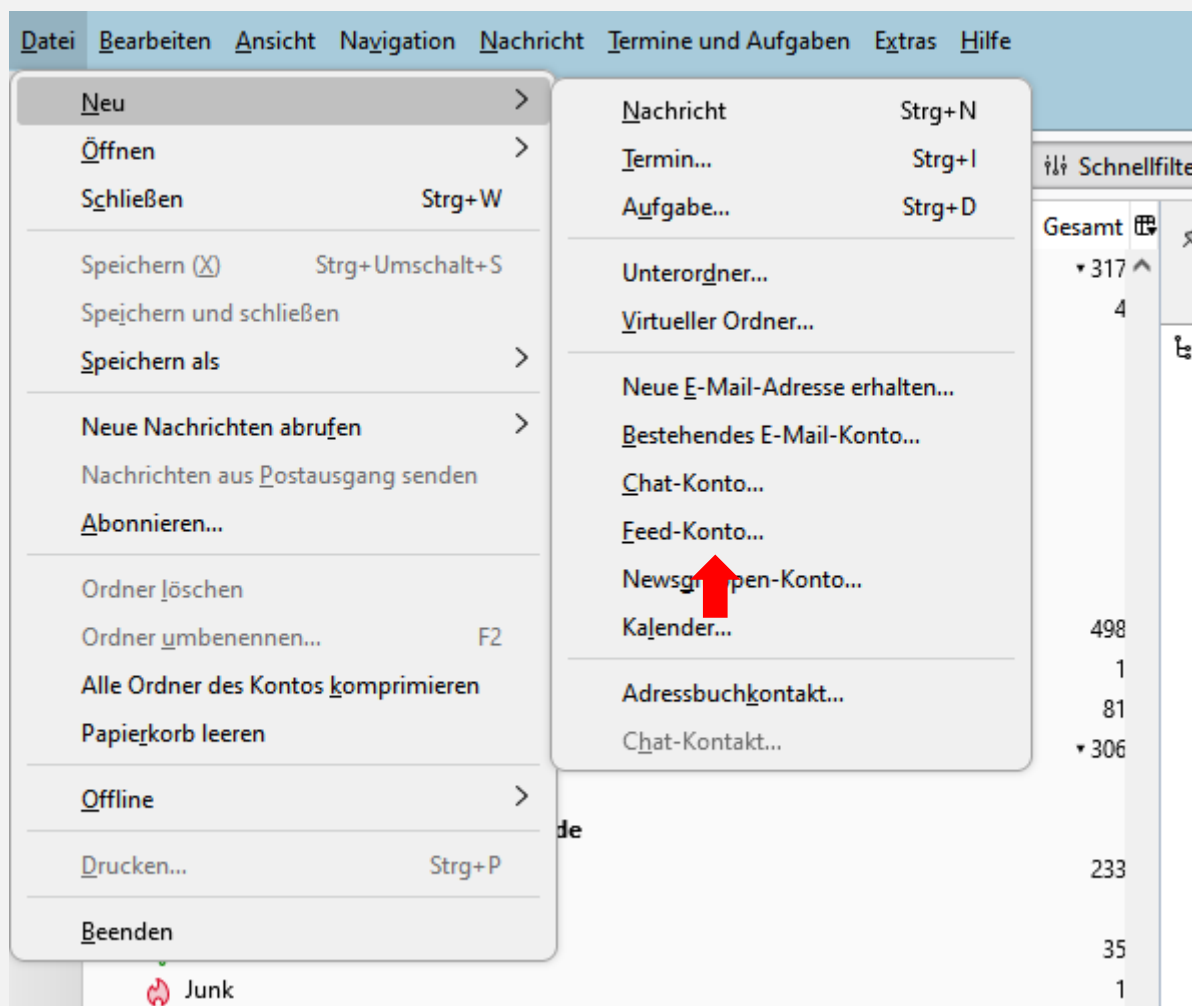 Datei Bearbeiten Ansicht Navigation Nachricht Termine und Aufgaben Extras Hilfe
Neu
Öffnen
Schließen Strg+W
Speichern (X) Strg+Umschalt+S
Speichern und schließen
Speichern als
Neue Nachrichten abrufen
Nachrichten aus Postausgang senden
Abonnieren...
Ordner löschen
Ordner umbenennen... F2
Alle Ordner des Kontos komprimieren
Papierkorb leeren
Offline
Drucken... Strg+P
Beenden
Nachricht Strg+N
Termin... Strg+I
Aufgabe... Strg+D
Unterordner...
Virtueller Ordner...
Neue E-Mail-Adresse erhalten...
Bestehendes E-Mail-Konto...
Chat-Konto...
Feed-Konto...
Newsgruppen-Konto...
Kalender...
Adressbuchkontakt...
Chat-Kontakt...
Schnellfilte
Gesamt
317
4
498
1
81
306
de
233
35
Junk 1